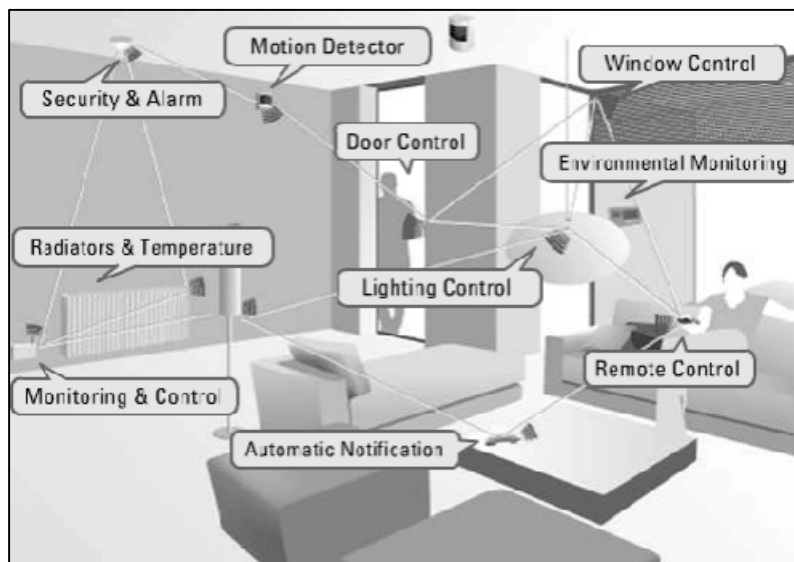 Motion Detector
Window Control
Security & Alarm
Door Control
Environmental Monitoring
Radiators & Temperature
Lighting Control
Remote Control
Monitoring & Control
Automatic Notification